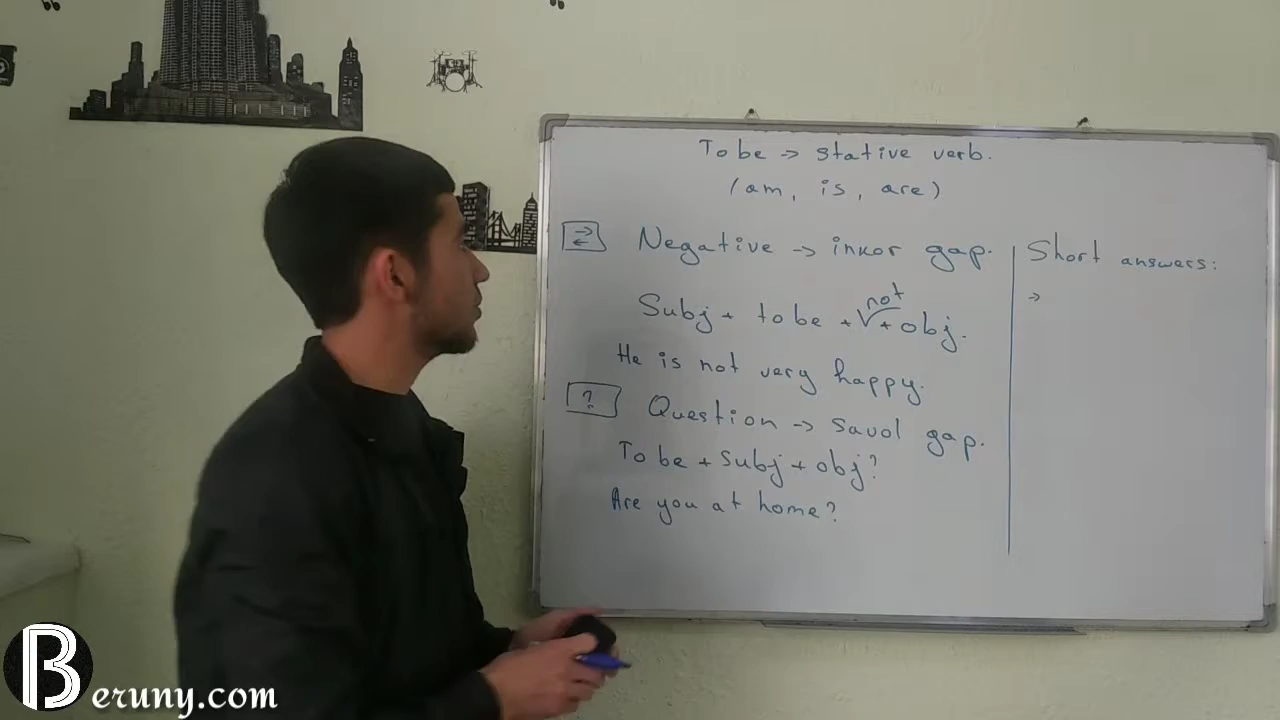 To be → stative verb.
(am, is, are)
⇄ Negative → inkor gap.
Subj + to be + not + obj.
He is not very happy.
? Question → savol gap.
To be + Subj + obj?
Are you at home?
Short answers:
→
Beruny.com